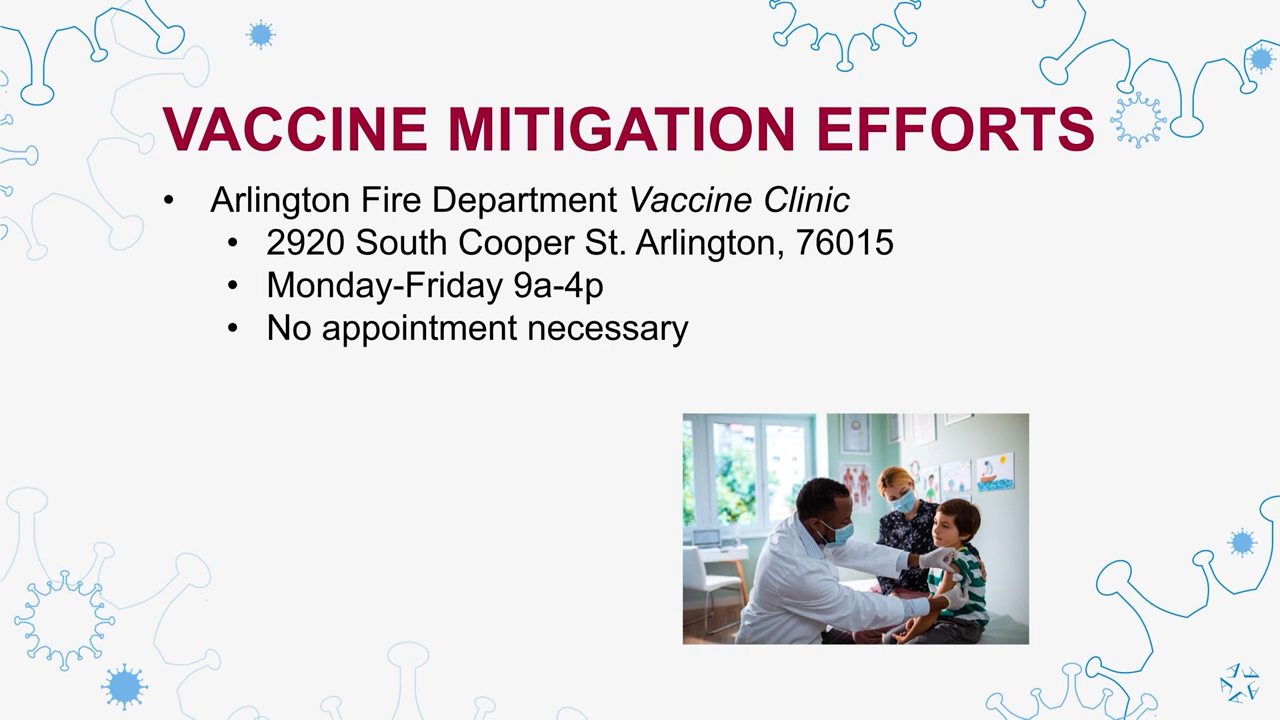 VACCINE MITIGATION EFFORTS
• Arlington Fire Department Vaccine Clinic
• 2920 South Cooper St. Arlington, 76015
• Monday-Friday 9a-4p
• No appointment necessary